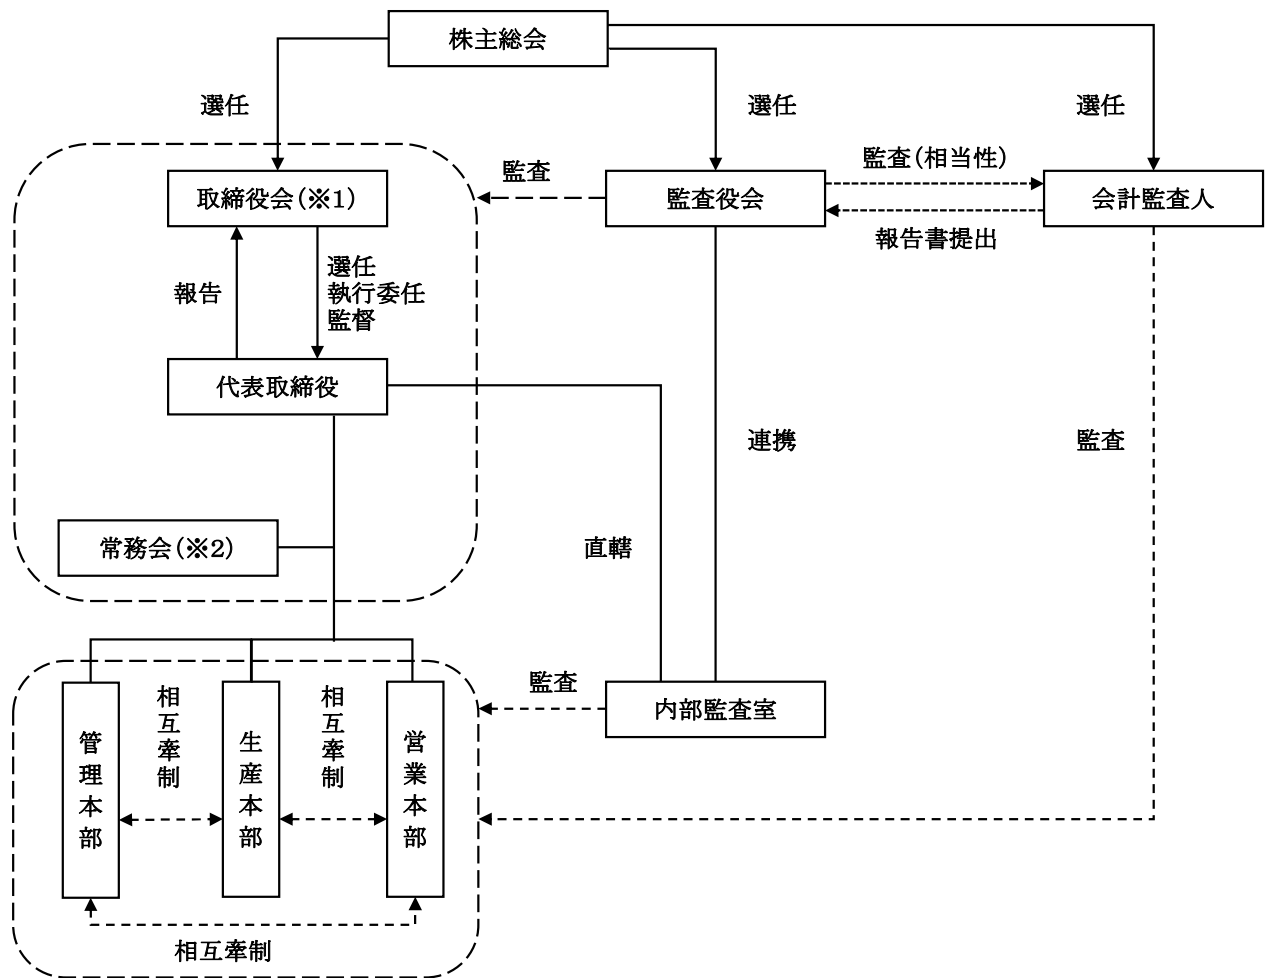 株主総会
選任
選任
選任
取締役会(※1)
監査
監査役会
監査(相当性)
報告書提出
会計監査人
報告
選任
執行委任
監督
代表取締役
連携
監査
常務会(※2)
直轄
監査
内部監査室
管理本部
相互牽制
生産本部
相互牽制
営業本部
相互牽制